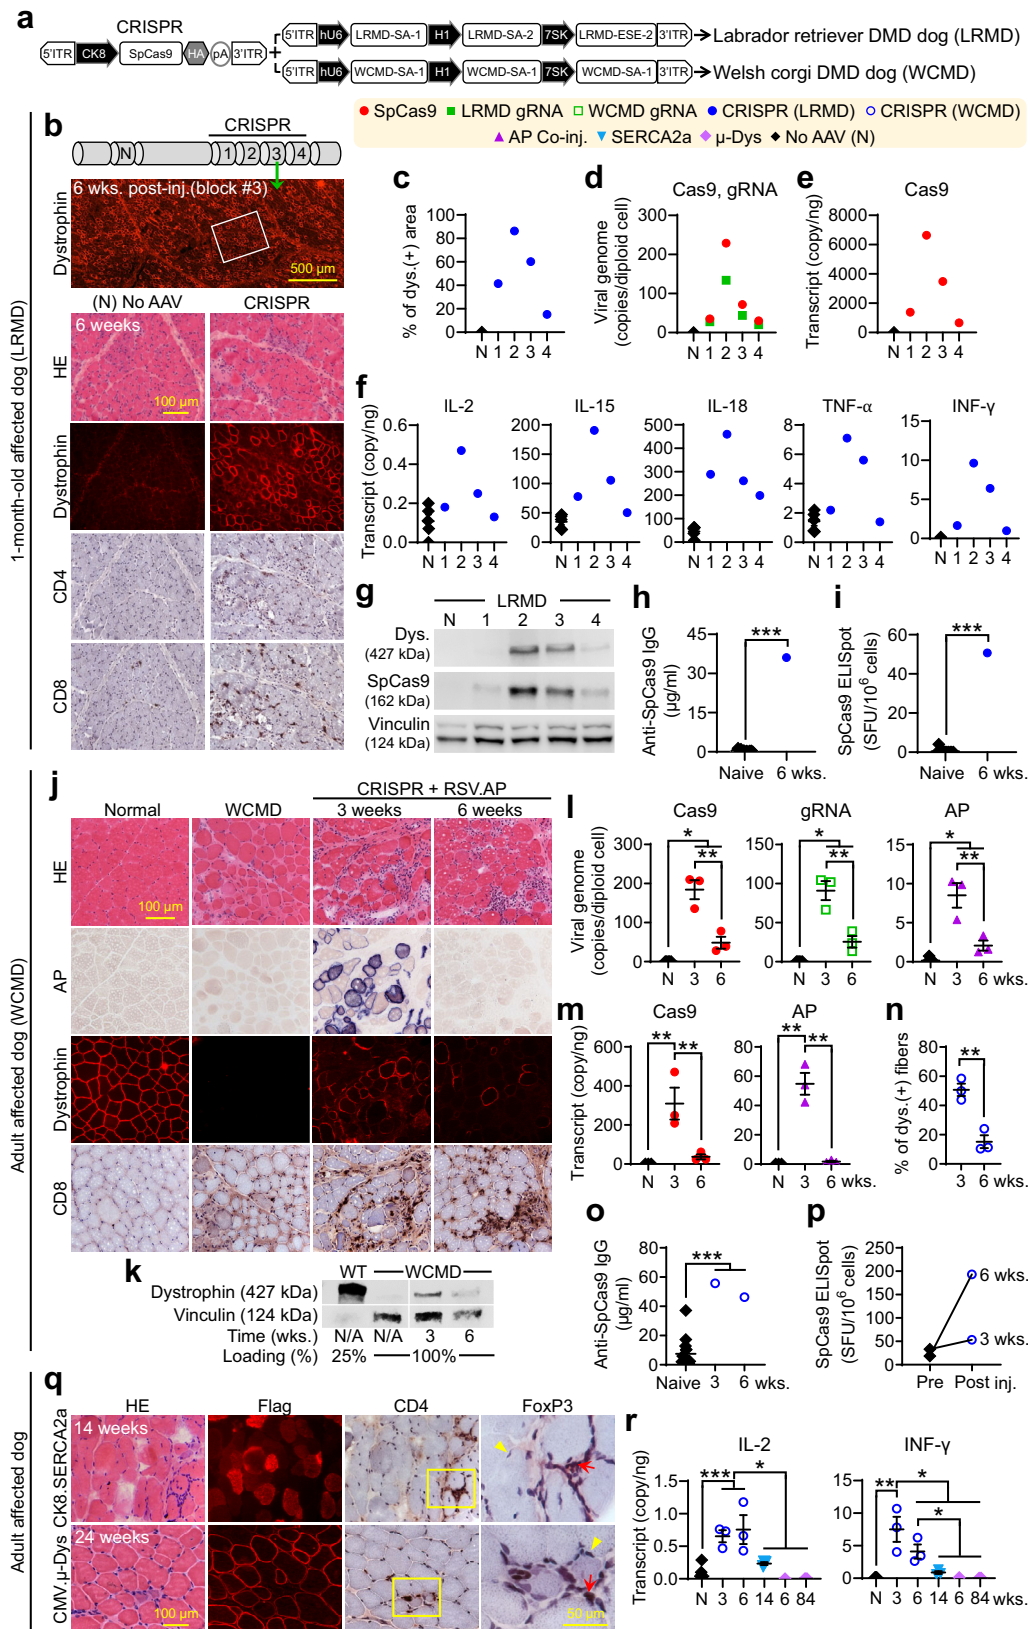 a
CRISPR
5'ITR CK8 SpCas9 HA pA 3'ITR +
5'ITR hU6 LRMD-SA-1 H1 LRMD-SA-2 7SK LRMD-ESE-2 3'ITR Labrador retriever DMD dog (LRMD)
5'ITR hU6 WCMD-SA-1 H1 WCMD-SA-1 7SK WCMD-SA-1 3'ITR Welsh corgi DMD dog (WCMD)
SpCas9 LRMD gRNA WCMD gRNA CRISPR (LRMD) CRISPR (WCMD)
AP Co-inj. SERCA2a μ-Dys No AAV (N)
1-month-old affected dog (LRMD)
b
CRISPR
N 1 2 3 4
6 wks. post-inj.(block #3)
Dystrophin
500 μm
(N) No AAV CRISPR
6 weeks
HE
100 μm
Dystrophin
CD4
CD8
c
% of dys.(+) area
100
80
60
40
20
0
N 1 2 3 4
d
Cas9, gRNA
Viral genome
(copies/diploid cell)
300
200
100
0
N 1 2 3 4
e
Cas9
Transcript (copy/ng)
8000
6000
4000
2000
0
N 1 2 3 4
f
Transcript (copy/ng)
IL-2
0.6
0.4
0.2
0.0
N 1 2 3 4
IL-15
200
150
100
50
0
N 1 2 3 4
IL-18
500
400
300
200
100
0
N 1 2 3 4
TNF-α
8
6
4
2
0
N 1 2 3 4
INF-γ
15
10
5
0
N 1 2 3 4
g
LRMD
N 1 2 3 4
Dys.
(427 kDa)
SpCas9
(162 kDa)
Vinculin
(124 kDa)
h
Anti-SpCas9 IgG
(μg/ml)
45
30
15
0
***
Naive 6 wks.
i
SpCas9 ELISpot
(SFU/10⁶ cells)
60
40
20
0
***
Naive 6 wks.
Adult affected dog (WCMD)
j
CRISPR + RSV.AP
Normal WCMD 3 weeks 6 weeks
HE
100 μm
AP
Dystrophin
CD8
k
WT WCMD
Dystrophin (427 kDa)
Vinculin (124 kDa)
Time (wks.) N/A N/A 3 6
Loading (%) 25% 100%
l
Viral genome
(copies/diploid cell)
Cas9
300
200
100
0
*
**
N 3 6
gRNA
150
100
50
0
*
**
N 3 6
AP
15
10
5
0
*
**
N 3 6 wks.
m
Transcript (copy/ng)
Cas9
600
400
200
0
** **
N 3 6
AP
80
60
40
20
0
** **
N 3 6 wks.
n
% of dys.(+) fibers
100
80
60
40
20
0
**
3 6 wks.
o
Anti-SpCas9 IgG
(μg/ml)
80
60
40
20
0
***
Naive 3 6 wks.
p
SpCas9 ELISpot
(SFU/10⁶ cells)
250
200
150
100
50
0
6 wks.
3 wks.
Pre Post inj.
Adult affected dog
q
HE Flag CD4 FoxP3
CK8.SERCA2a
14 weeks
CMV.μ-Dys
24 weeks
100 μm
50 μm
r
Transcript (copy/ng)
IL-2
1.5
1.0
0.5
0.0
*** *
N 3 6 14 6 84
INF-γ
15
10
5
0
** *
*
N 3 6 14 6 84 wks.